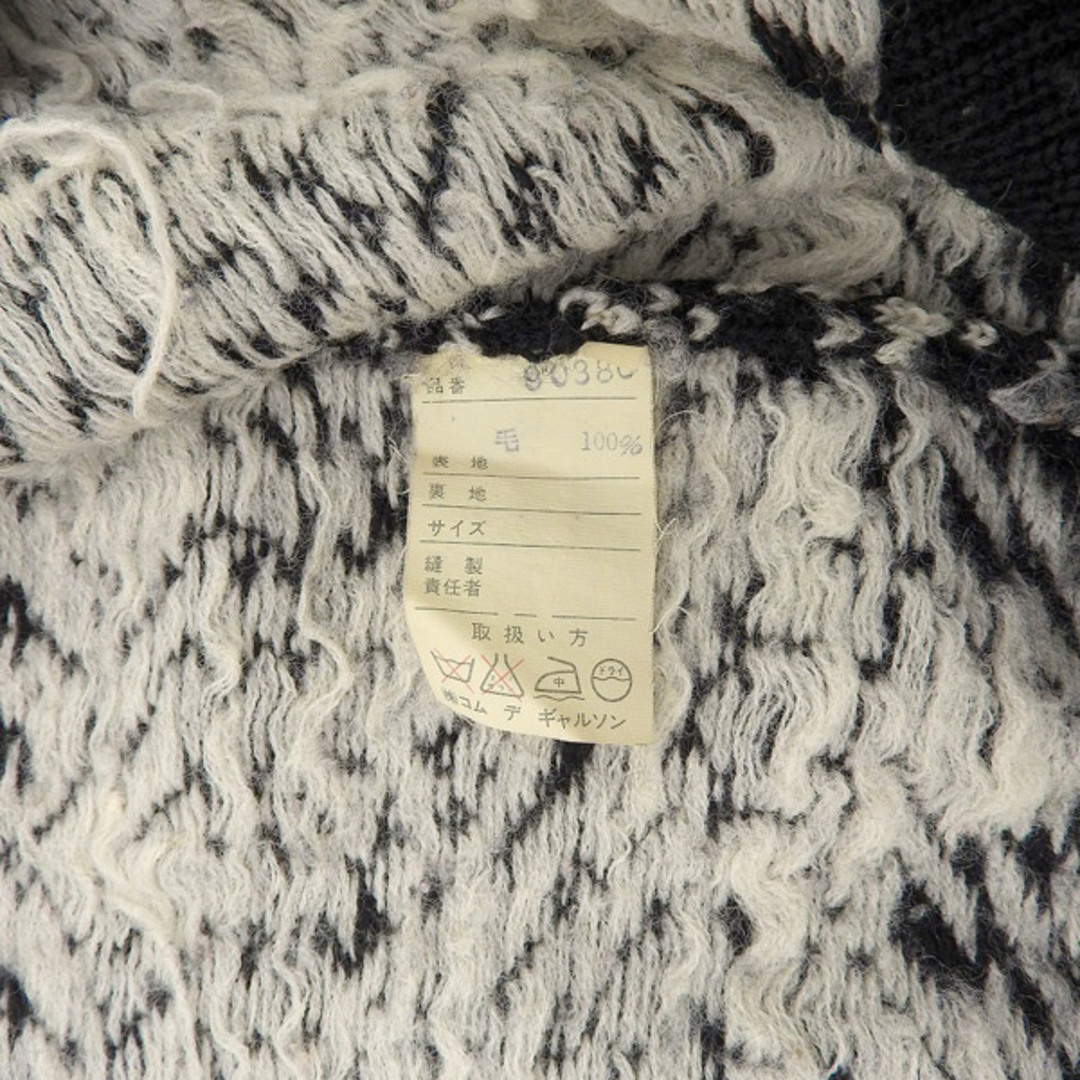 品番 9038
毛 100%
表地
裏地
サイズ
縫製
責任者
取扱い方
中 ドライ
㈱コム デ ギャルソン